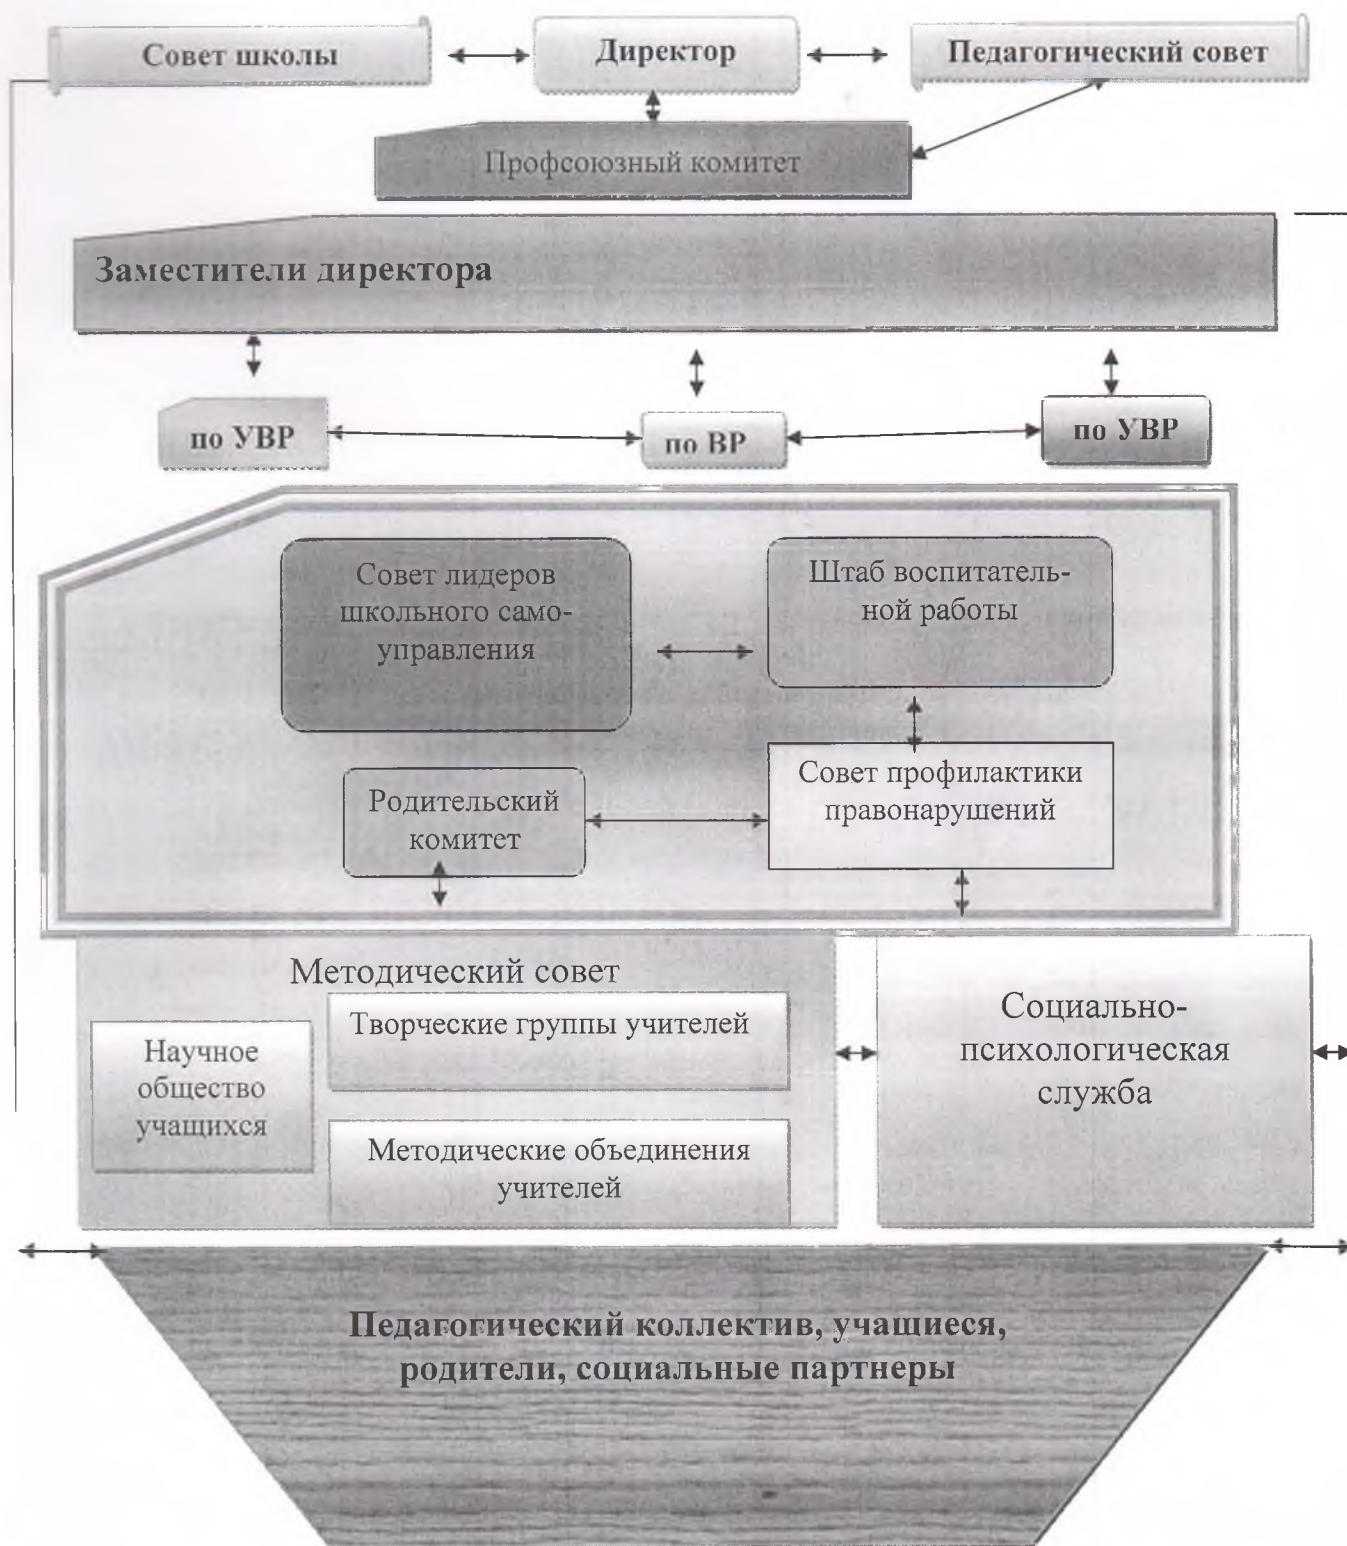 Совет школы
Директор
Педагогический совет
Профсоюзный комитет
Заместители директора
по УВР
по ВР
по УВР
Совет лидеров
школьного само-
управления
Штаб воспитатель-
ной работы
Родительский
комитет
Совет профилактики
правонарушений
Методический совет
Творческие группы учителей
Научное
общество
учащихся
Методические объединения
учителей
Социально-
психологическая
служба
Педагогический коллектив, учащиеся,
родители, социальные партнеры